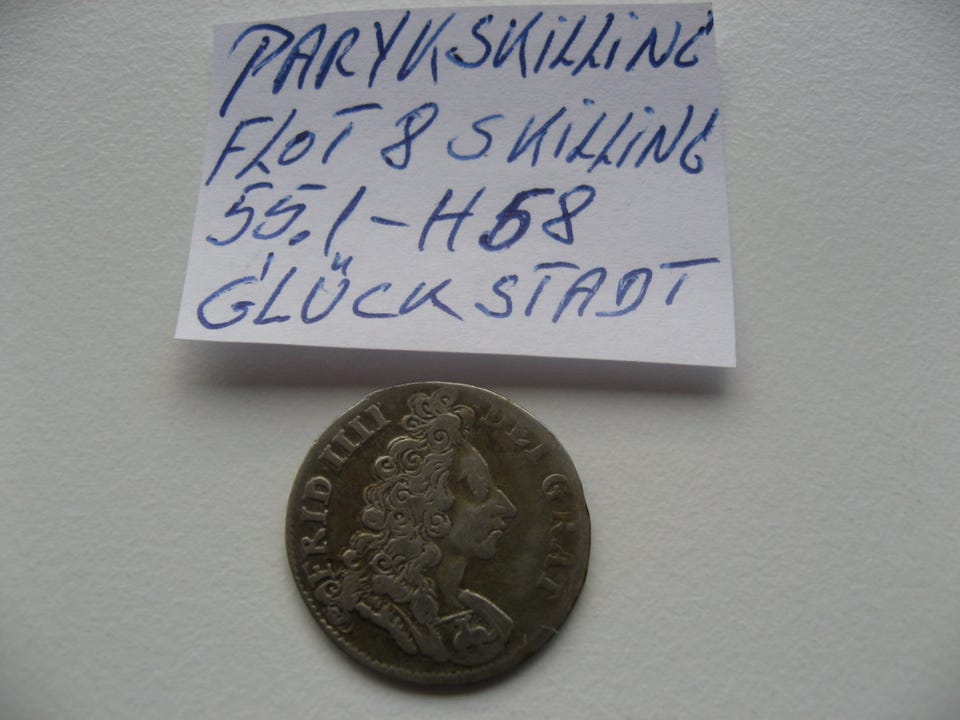 PARYKSKILLING
FLOT 8 SKILLING
55.1-H58
GLÜCKSTADT
FRID IIII DEI GRAT